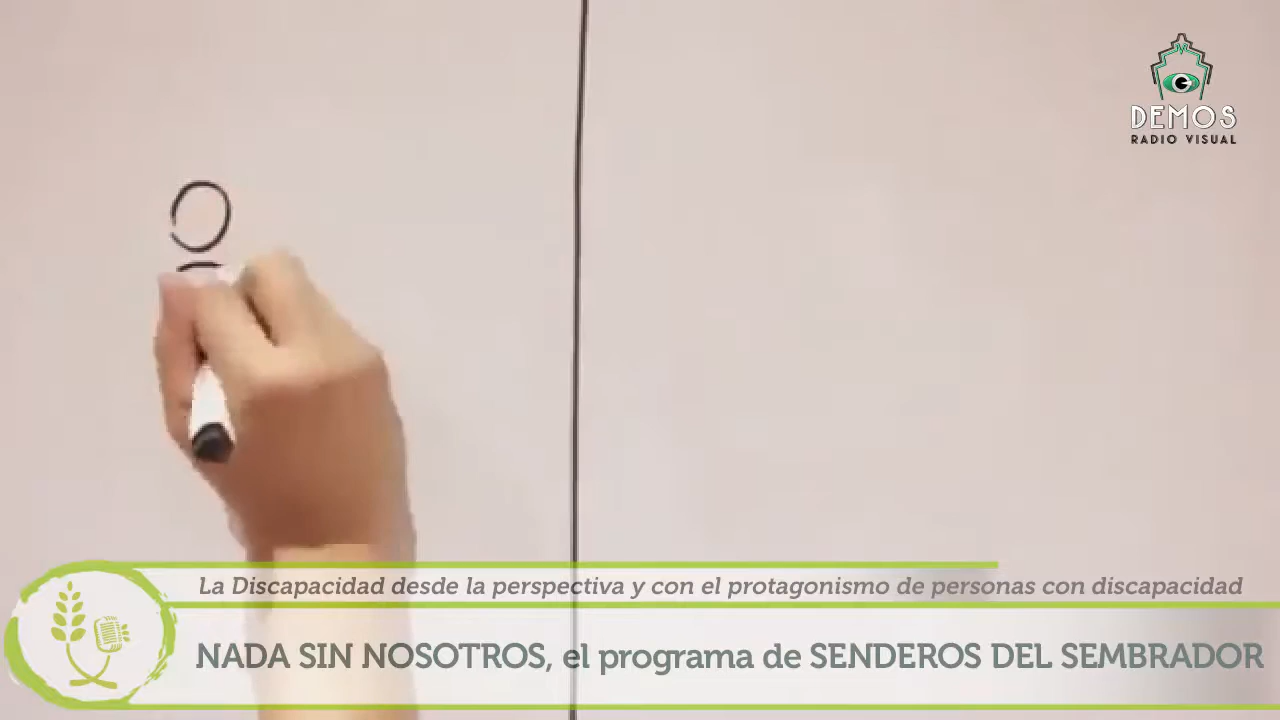 DEMOS
RADIO VISUAL
La Discapacidad desde la perspectiva y con el protagonismo de personas con discapacidad
NADA SIN NOSOTROS, el programa de SENDEROS DEL SEMBRADOR